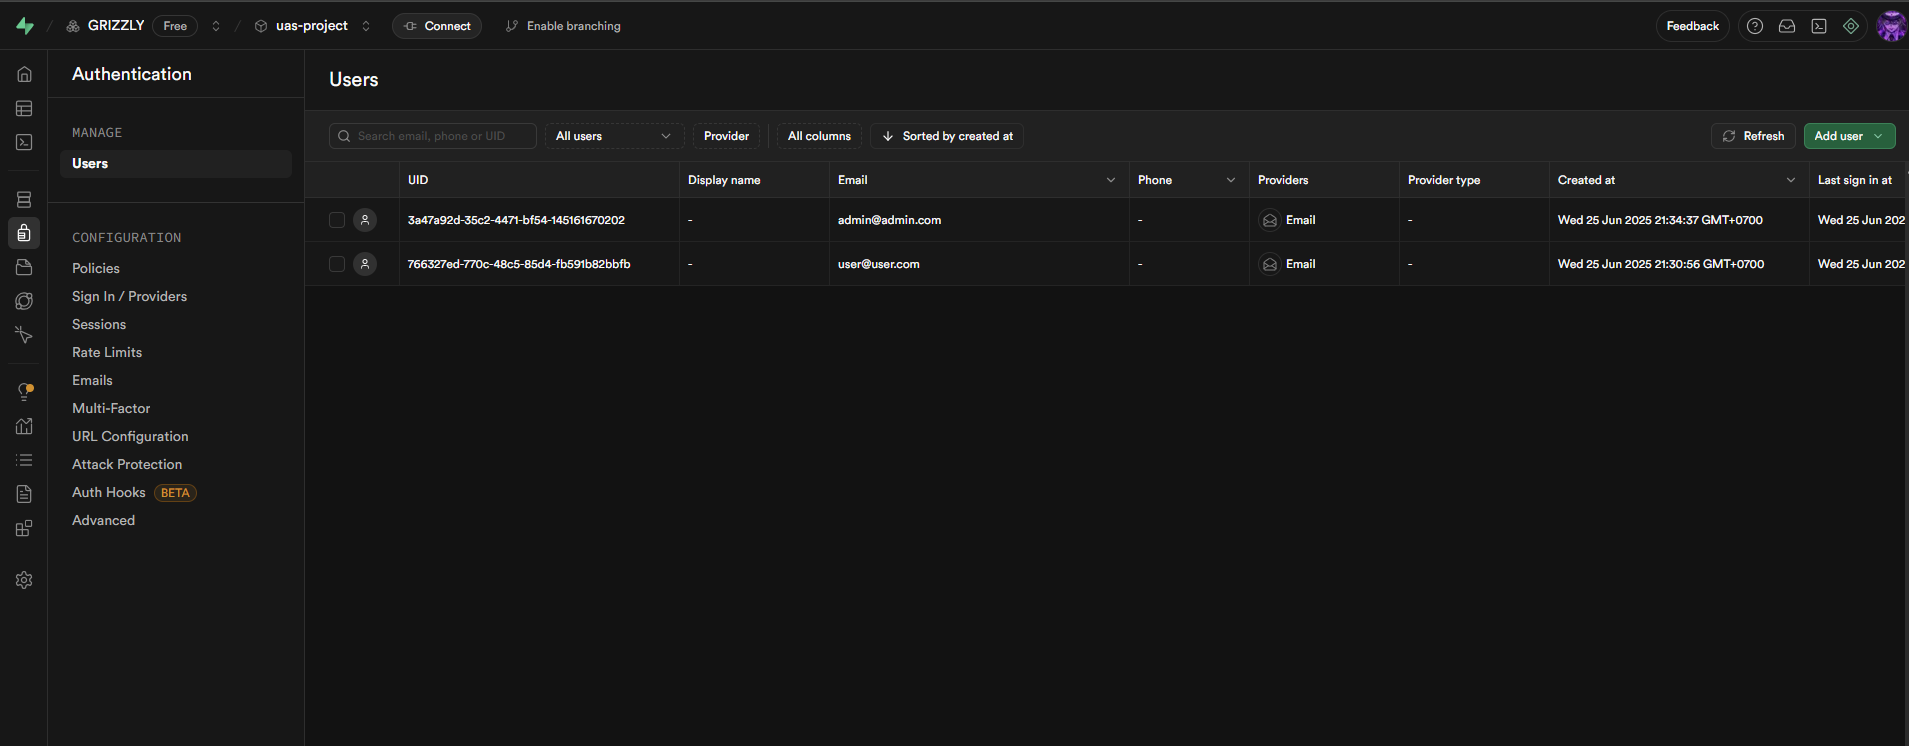 GRIZZLY Free uas-project Connect Enable branching Feedback
Authentication
MANAGE
Users
CONFIGURATION
Policies
Sign In / Providers
Sessions
Rate Limits
Emails
Multi-Factor
URL Configuration
Attack Protection
Auth Hooks BETA
Advanced
Users
Search email, phone or UID All users Provider All columns Sorted by created at Refresh Add user
UID Display name Email Phone Providers Provider type Created at Last sign in at
3a47a92d-35c2-4471-bf54-145161670202 - admin@admin.com - Email - Wed 25 Jun 2025 21:34:37 GMT+0700 Wed 25 Jun 202
766327ed-770c-48c5-85d4-fb591b82bbfb - user@user.com - Email - Wed 25 Jun 2025 21:30:56 GMT+0700 Wed 25 Jun 202